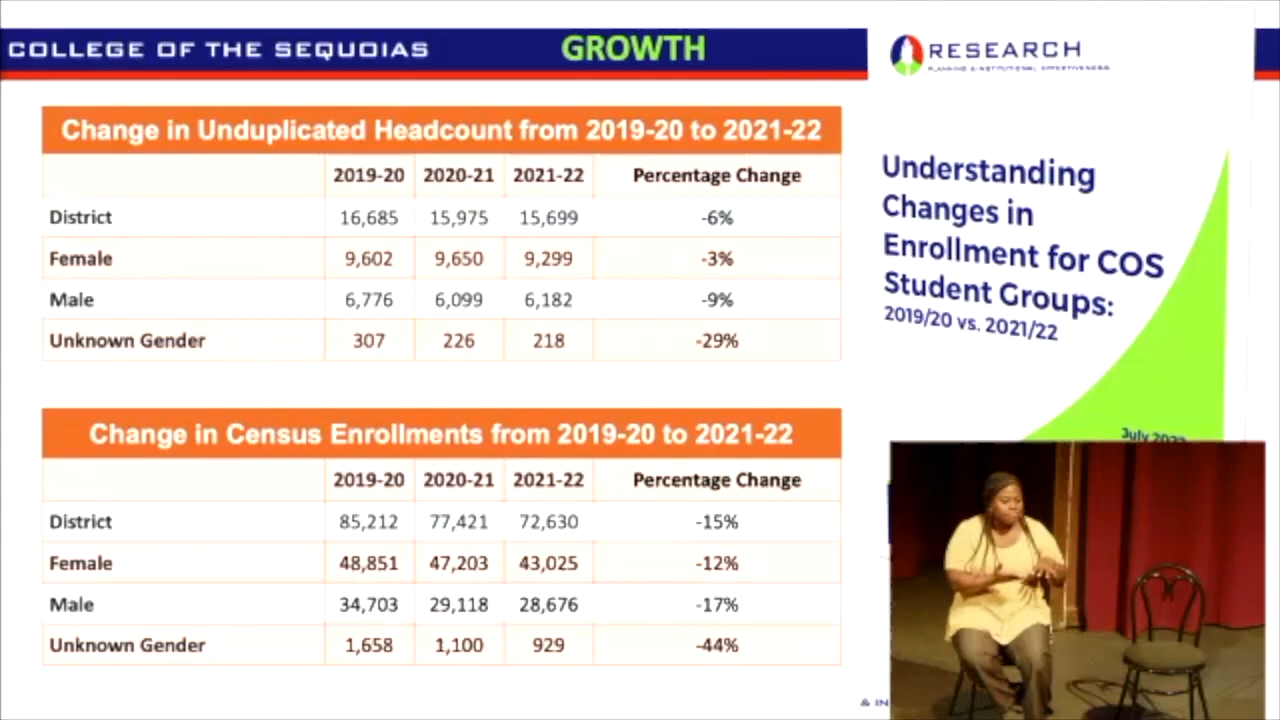 COLLEGE OF THE SEQUOIAS
GROWTH
RESEARCH
PLANNING & INSTITUTIONAL EFFECTIVENESS
Change in Unduplicated Headcount from 2019-20 to 2021-22
2019-20 2020-21 2021-22 Percentage Change
District 16,685 15,975 15,699 -6%
Female 9,602 9,650 9,299 -3%
Male 6,776 6,099 6,182 -9%
Unknown Gender 307 226 218 -29%
Change in Census Enrollments from 2019-20 to 2021-22
2019-20 2020-21 2021-22 Percentage Change
District 85,212 77,421 72,630 -15%
Female 48,851 47,203 43,025 -12%
Male 34,703 29,118 28,676 -17%
Unknown Gender 1,658 1,100 929 -44%
Understanding
Changes in
Enrollment for COS
Student Groups:
2019/20 vs. 2021/22
July
& IN